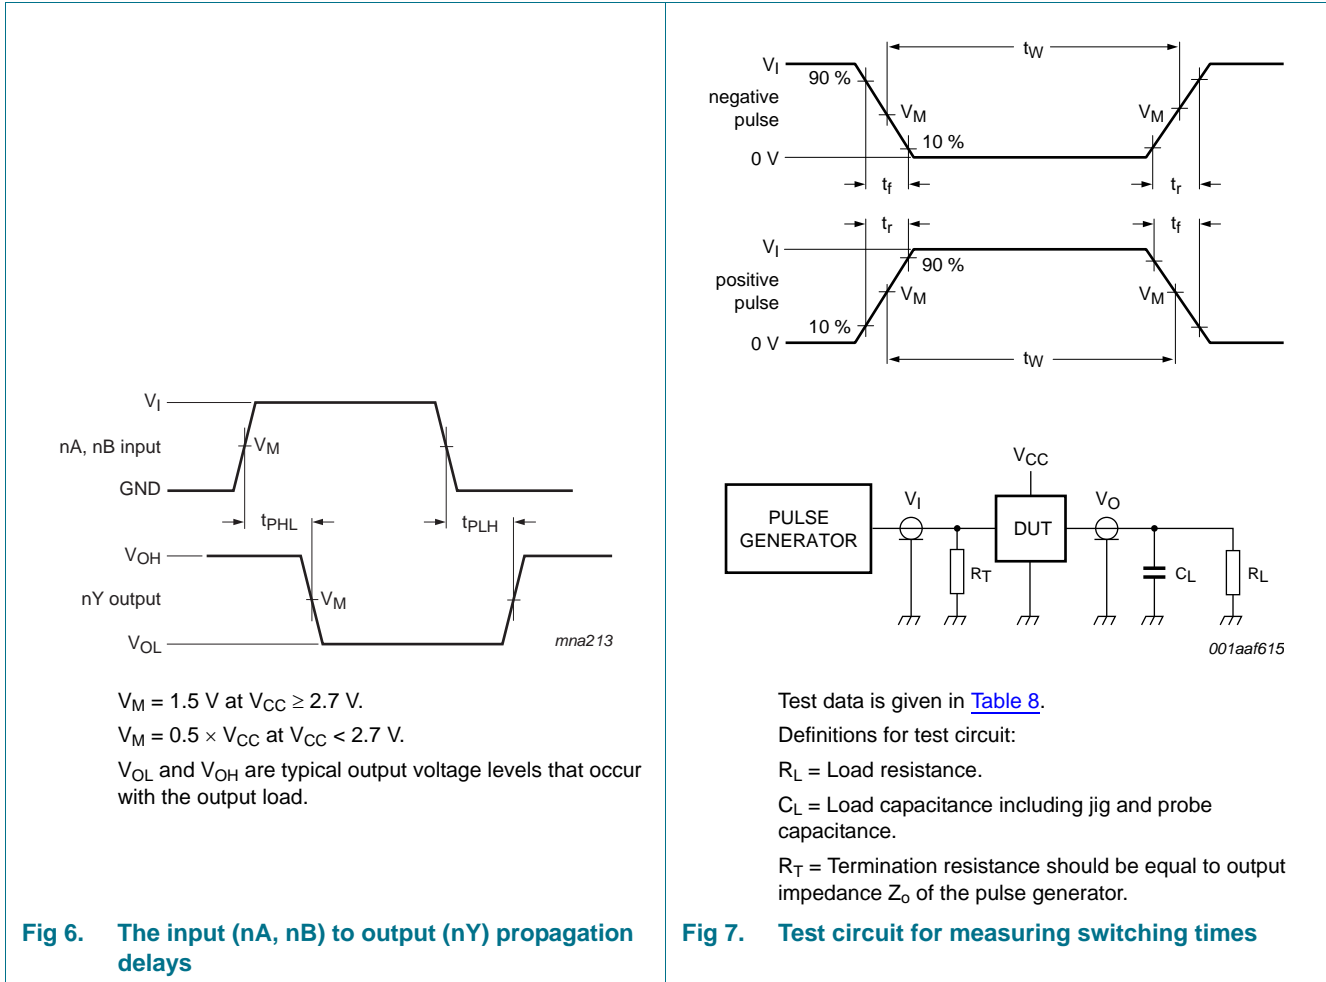 VI
nA, nB input
VM
GND
tPHL
tPLH
VOH
nY output
VM
VOL
mna213
VM = 1.5 V at VCC ≥ 2.7 V.
VM = 0.5 × VCC at VCC < 2.7 V.
VOL and VOH are typical output voltage levels that occur
with the output load.
Fig 6. The input (nA, nB) to output (nY) propagation
delays
tW
VI
90 %
negative
pulse
VM
VM
10 %
0 V
tf
tr
tr
tf
VI
90 %
positive
pulse
VM
VM
10 %
0 V
tW
VCC
VI
VO
PULSE
GENERATOR
DUT
RT
CL
RL
001aaf615
Test data is given in Table 8.
Definitions for test circuit:
RL = Load resistance.
CL = Load capacitance including jig and probe
capacitance.
RT = Termination resistance should be equal to output
impedance Zo of the pulse generator.
Fig 7. Test circuit for measuring switching times